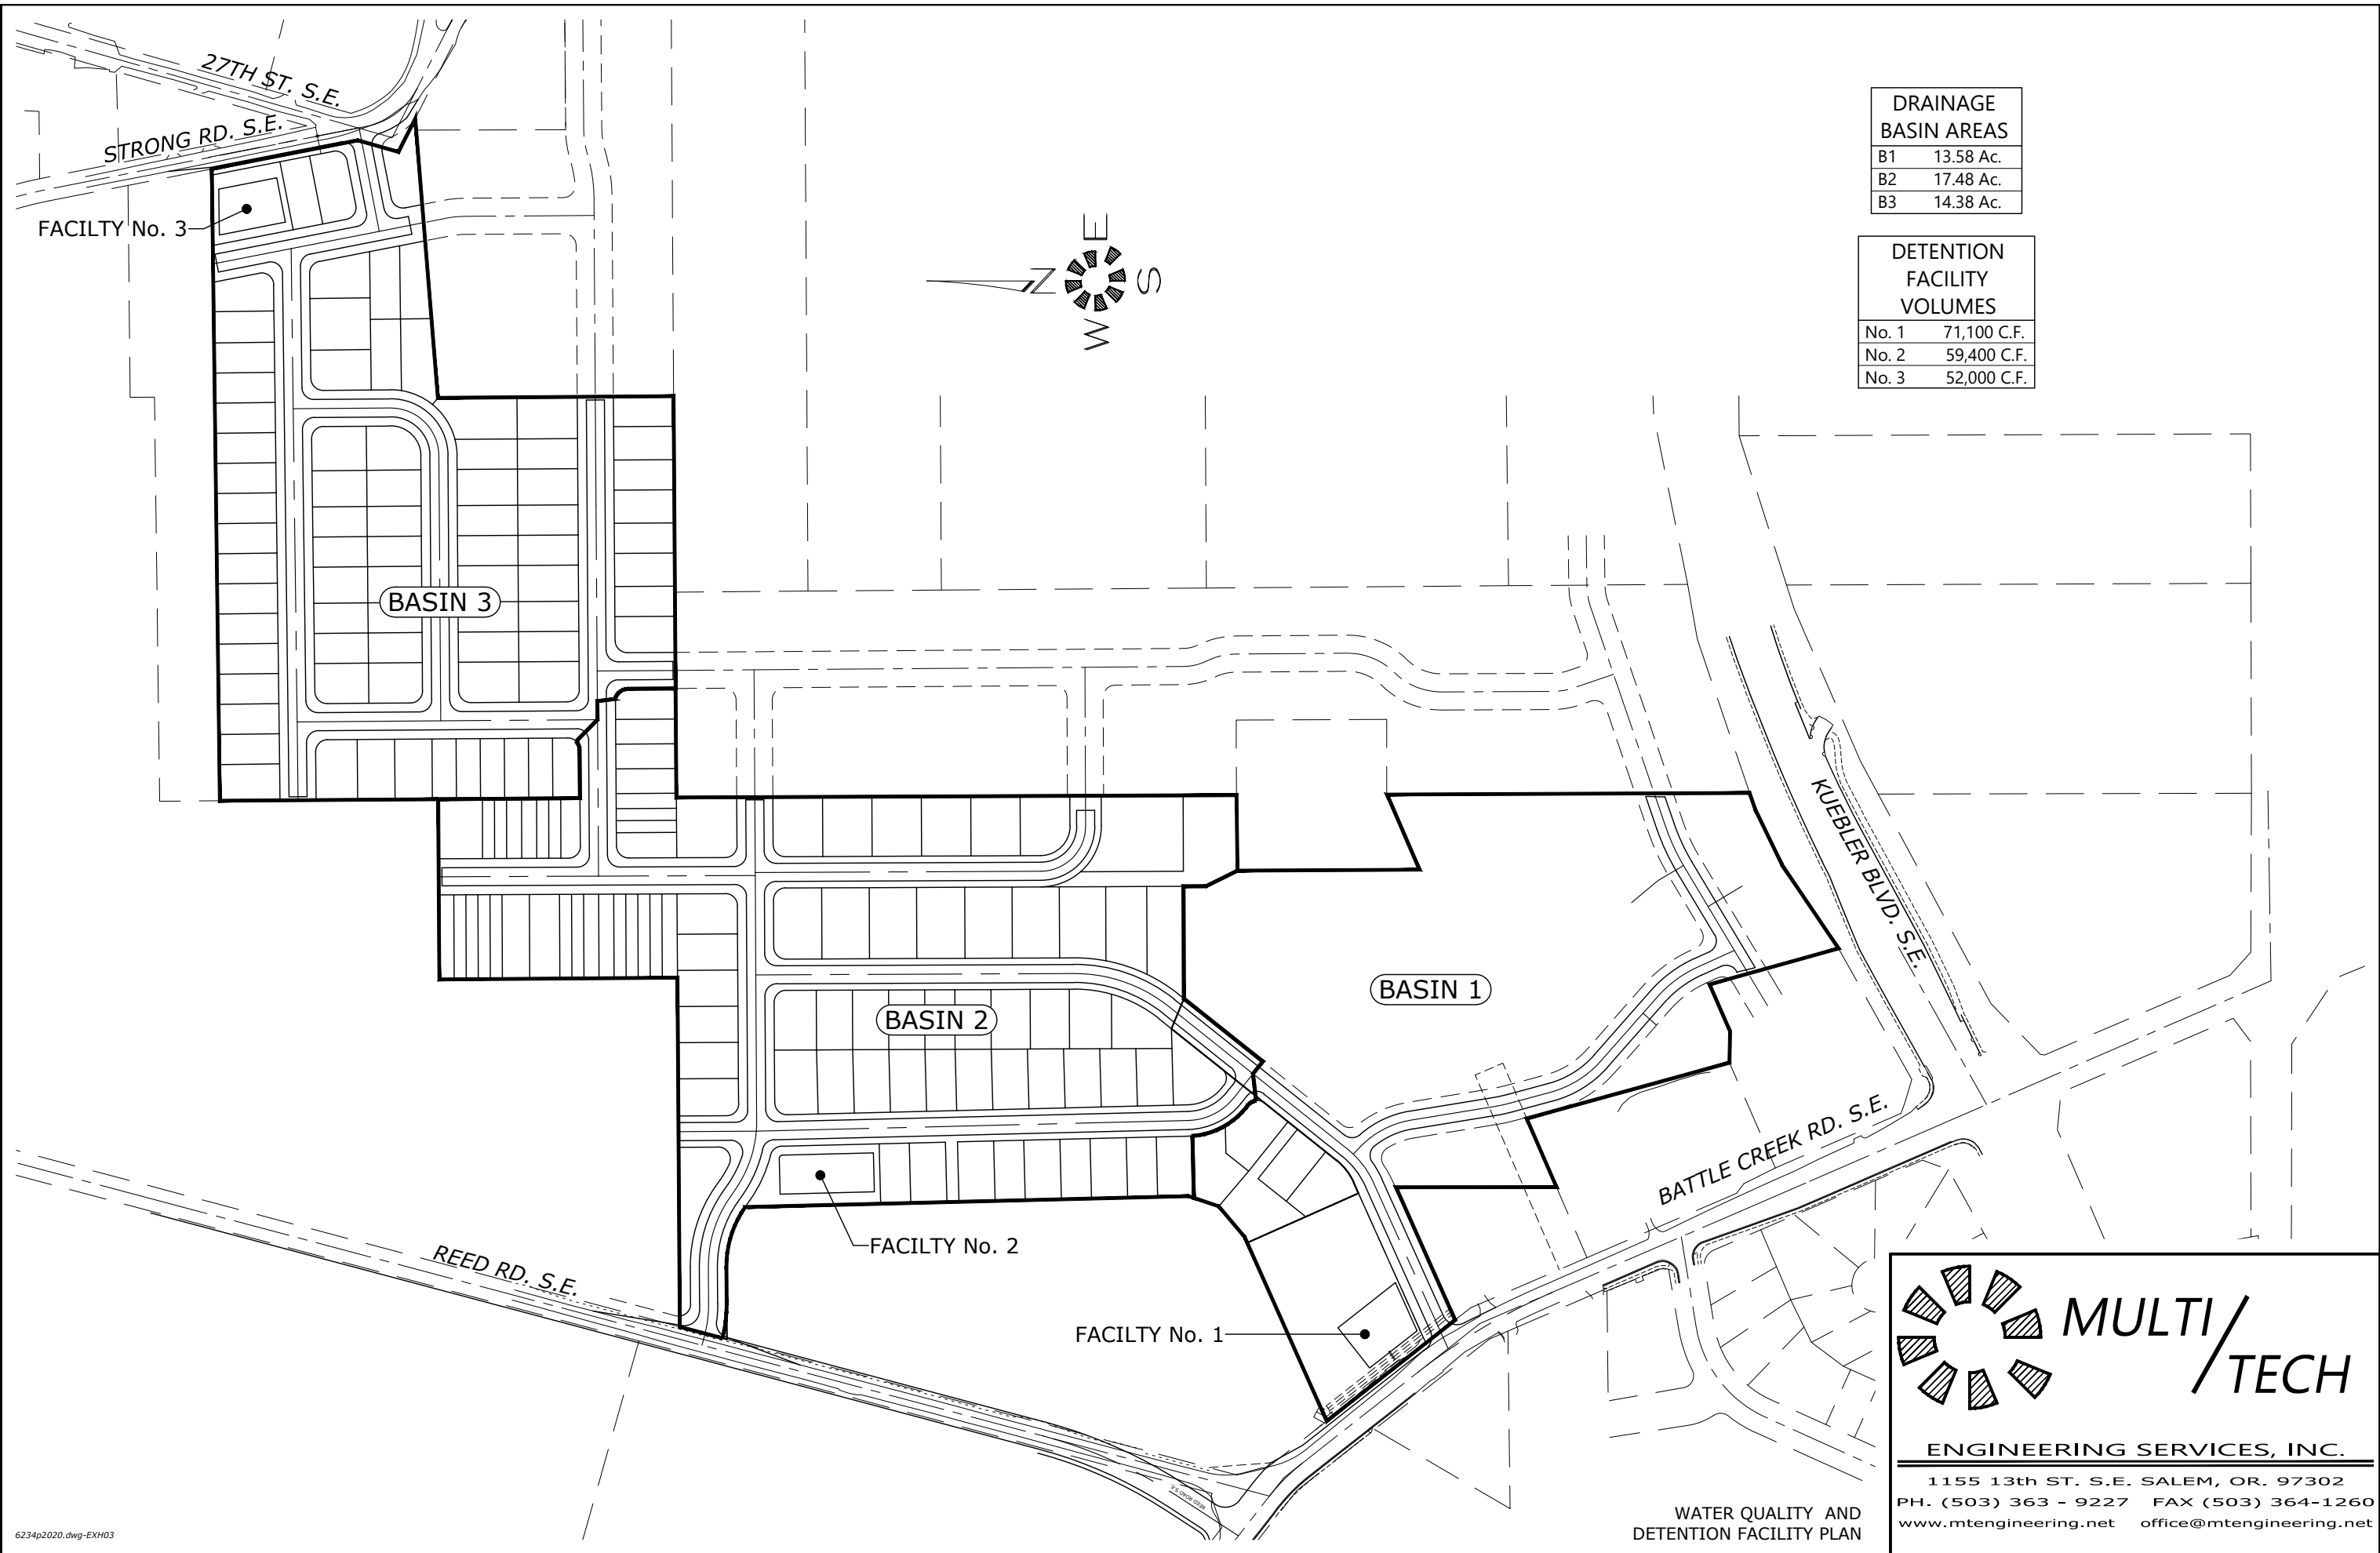 27TH ST. S.E.
STRONG RD. S.E.
FACILTY No. 3
DRAINAGE
BASIN AREAS
B1 13.58 Ac.
B2 17.48 Ac.
B3 14.38 Ac.
E
N S
W
DETENTION
FACILITY
VOLUMES
No. 1 71,100 C.F.
No. 2 59,400 C.F.
No. 3 52,000 C.F.
BASIN 3
KUEBLER BLVD. S.E.
BASIN 1
BASIN 2
BATTLE CREEK RD. S.E.
FACILTY No. 2
REED RD. S.E.
FACILTY No. 1
REED ROAD S.E.
MULTI/
TECH
ENGINEERING SERVICES, INC.
1155 13th ST. S.E. SALEM, OR. 97302
PH. (503) 363 - 9227 FAX (503) 364-1260
www.mtengineering.net office@mtengineering.net
WATER QUALITY AND
DETENTION FACILITY PLAN
6234p2020.dwg-EXH03